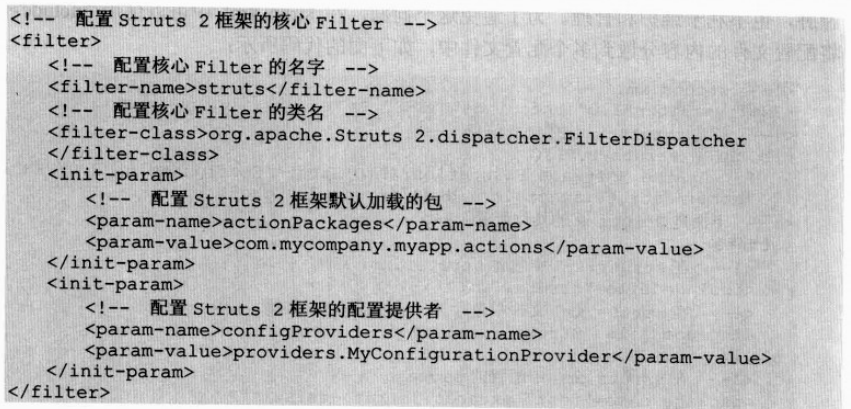 <!-- 配置 Struts 2 框架的核心 Filter -->
<filter>
<!-- 配置核心 Filter 的名字 -->
<filter-name>struts</filter-name>
<!-- 配置核心 Filter 的类名 -->
<filter-class>org.apache.Struts 2.dispatcher.FilterDispatcher
</filter-class>
<init-param>
<!-- 配置 Struts 2 框架默认加载的包 -->
<param-name>actionPackages</param-name>
<param-value>com.mycompany.myapp.actions</param-value>
</init-param>
<init-param>
<!-- 配置 Struts 2 框架的配置提供者 -->
<param-name>configProviders</param-name>
<param-value>providers.MyConfigurationProvider</param-value>
</init-param>
</filter>